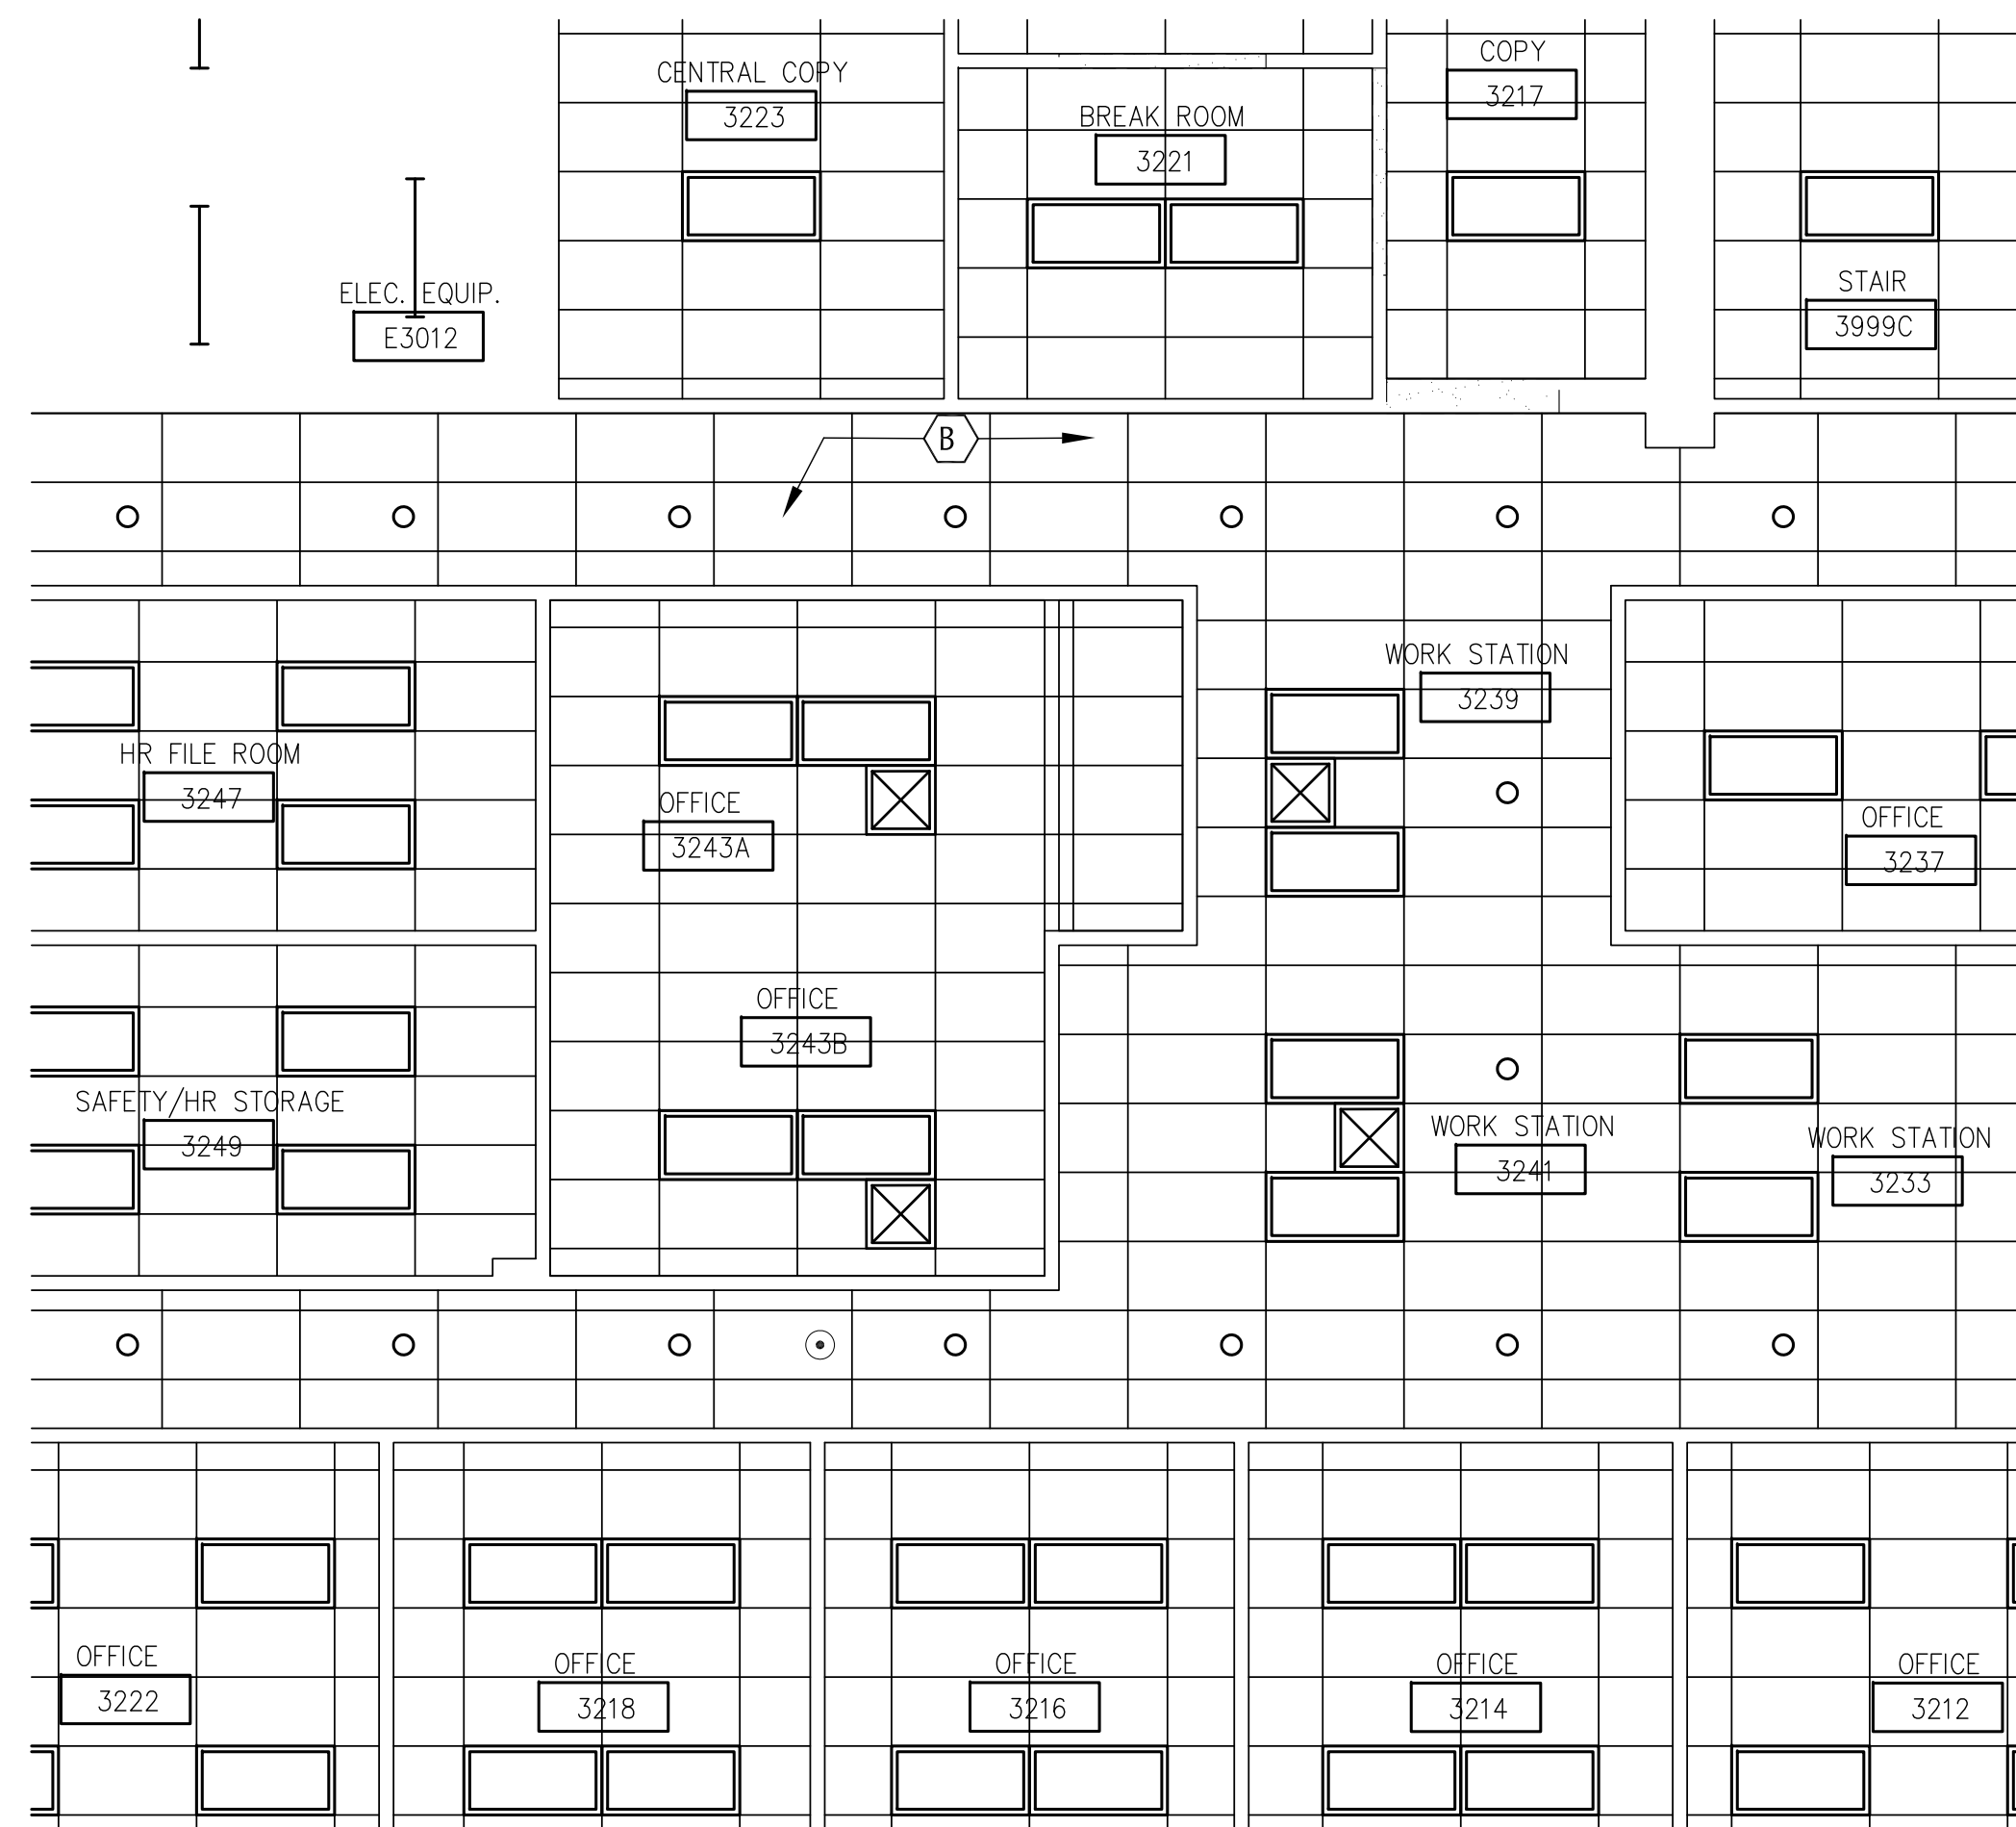 CENTRAL COPY
3223
BREAK ROOM
3221
COPY
3217
ELEC. EQUIP.
E3012
STAIR
3999C
B
WORK STATION
3239
HR FILE ROOM
3247
OFFICE
3243A
OFFICE
3237
OFFICE
3243B
SAFETY/HR STORAGE
3249
WORK STATION
3241
WORK STATION
3233
OFFICE
3222
OFFICE
3218
OFFICE
3216
OFFICE
3214
OFFICE
3212